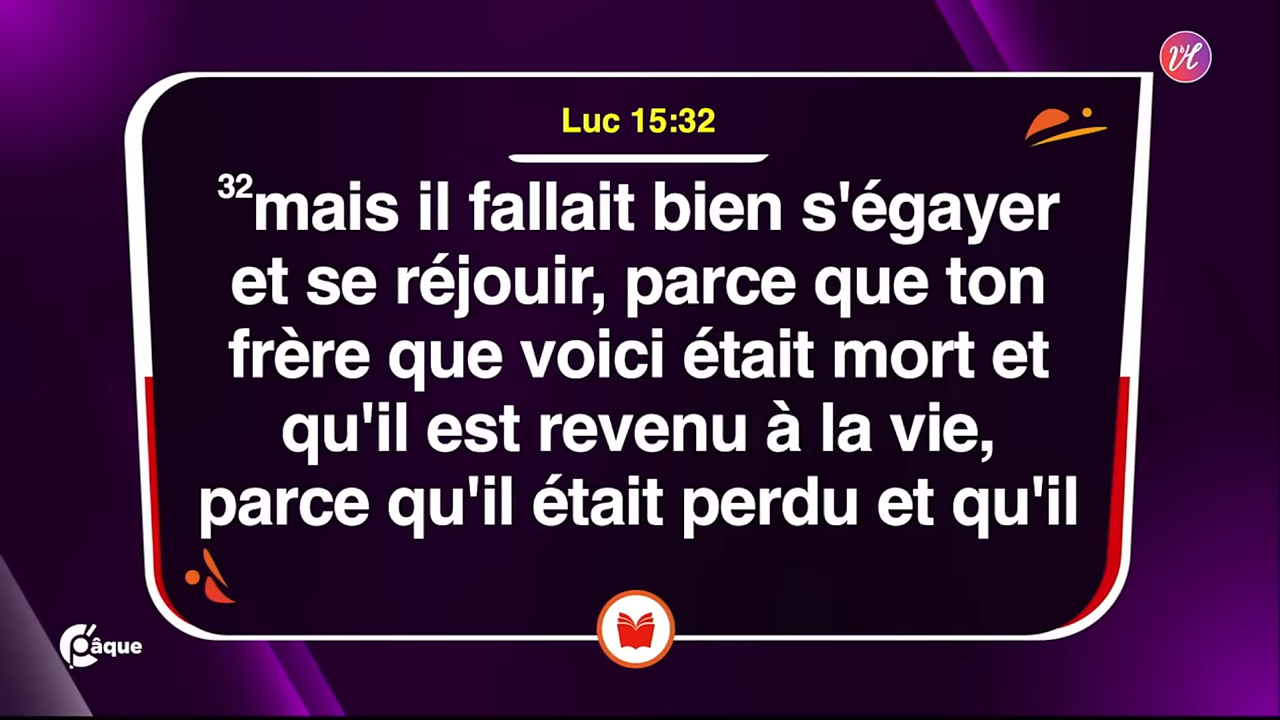 Luc 15:32
32mais il fallait bien s'égayer
et se réjouir, parce que ton
frère que voici était mort et
qu'il est revenu à la vie,
parce qu'il était perdu et qu'il
Pâque